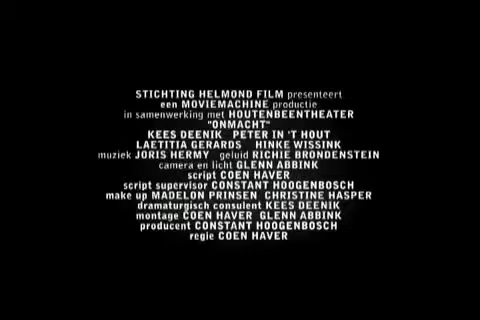 STICHTING HELMOND FILM presenteert
een MOVIEMACHINE productie
in samenwerking met HOUTENBEENTHEATER
"ONMACHT"
KEES DEENIK PETER IN 'T HOUT
LAETITIA GERARDS HINKE WISSINK
muziek JORIS HERMY geluid RICHIE BRONDENSTEIN
camera en licht GLENN ABBINK
script COEN HAVER
script supervisor CONSTANT HOOGENBOSCH
make up MADELON PRINSEN CHRISTINE HASPER
dramaturgisch consulent KEES DEENIK
montage COEN HAVER GLENN ABBINK
producent CONSTANT HOOGENBOSCH
regie COEN HAVER